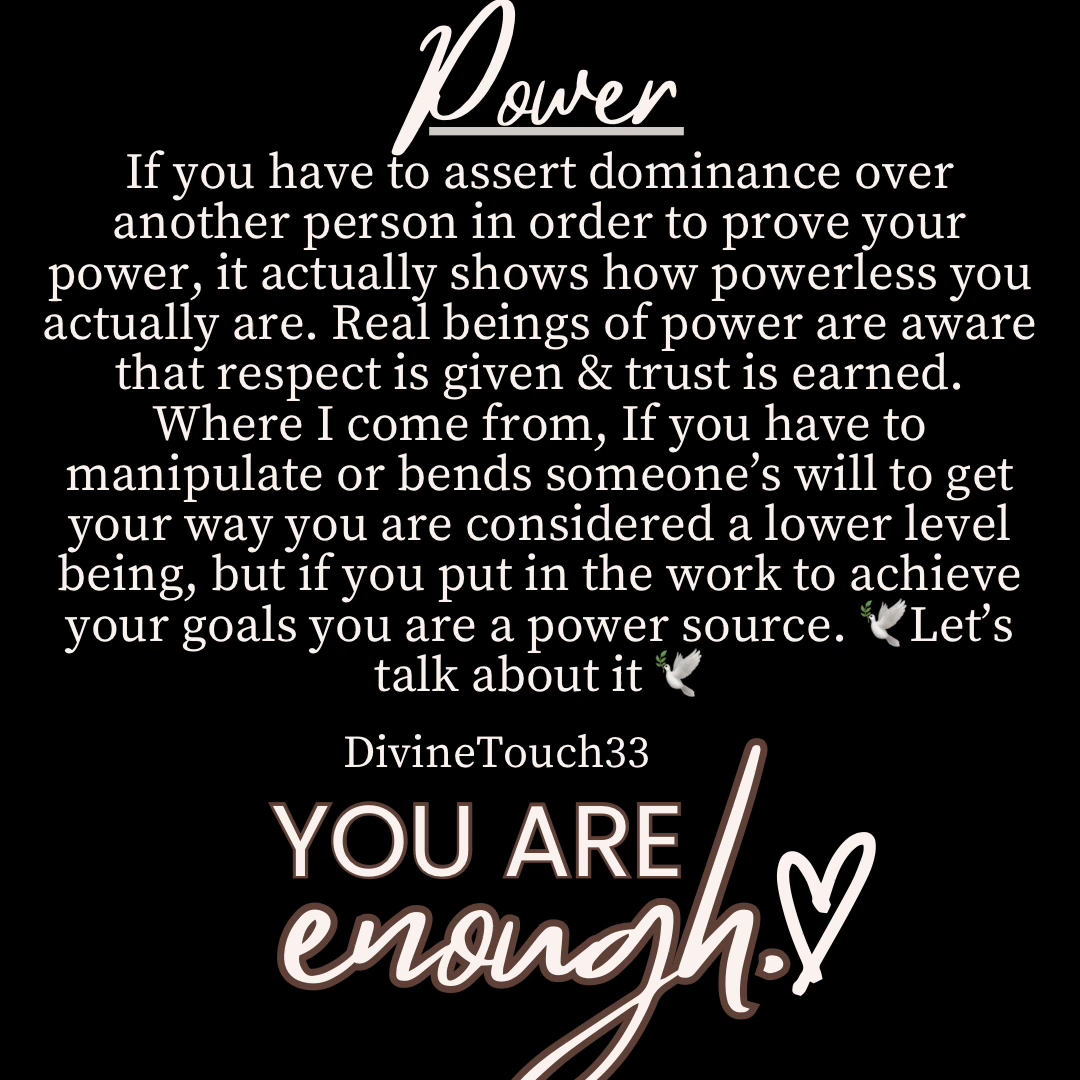 Power
If you have to assert dominance over
another person in order to prove your
power, it actually shows how powerless you
actually are. Real beings of power are aware
that respect is given & trust is earned.
Where I come from, If you have to
manipulate or bends someone’s will to get
your way you are considered a lower level
being, but if you put in the work to achieve
your goals you are a power source. 🕊️Let’s
talk about it 🕊️
DivineTouch33
YOU ARE
enough.